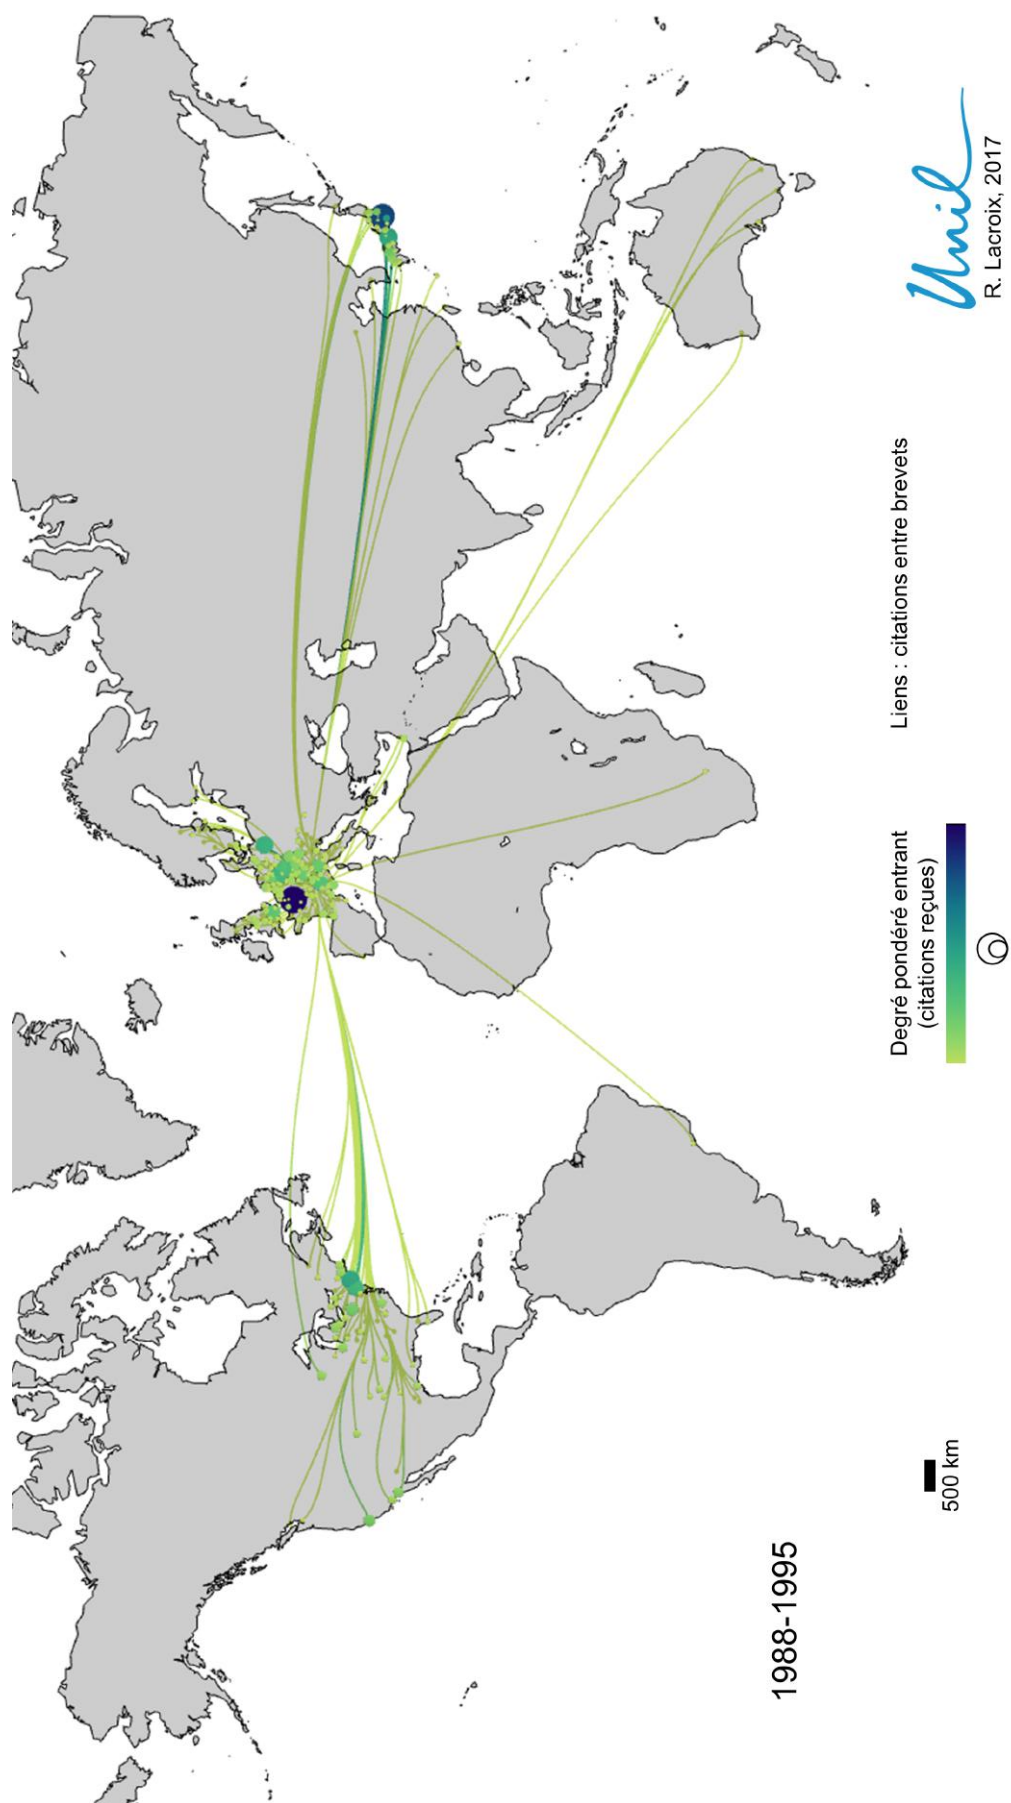 1988-1995
500 km
Degré pondéré entrant
(citations reçues)
Liens : citations entre brevets
Unil
R. Lacroix, 2017